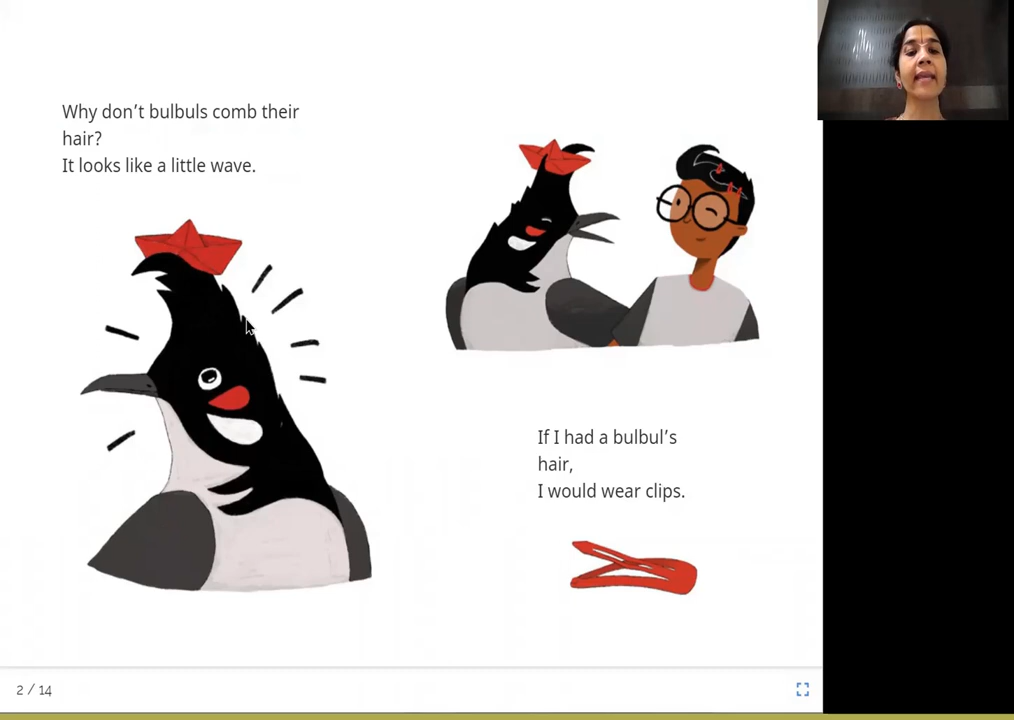 Why don’t bulbuls comb their
hair?
It looks like a little wave.
If I had a bulbul’s
hair,
I would wear clips.
2 / 14